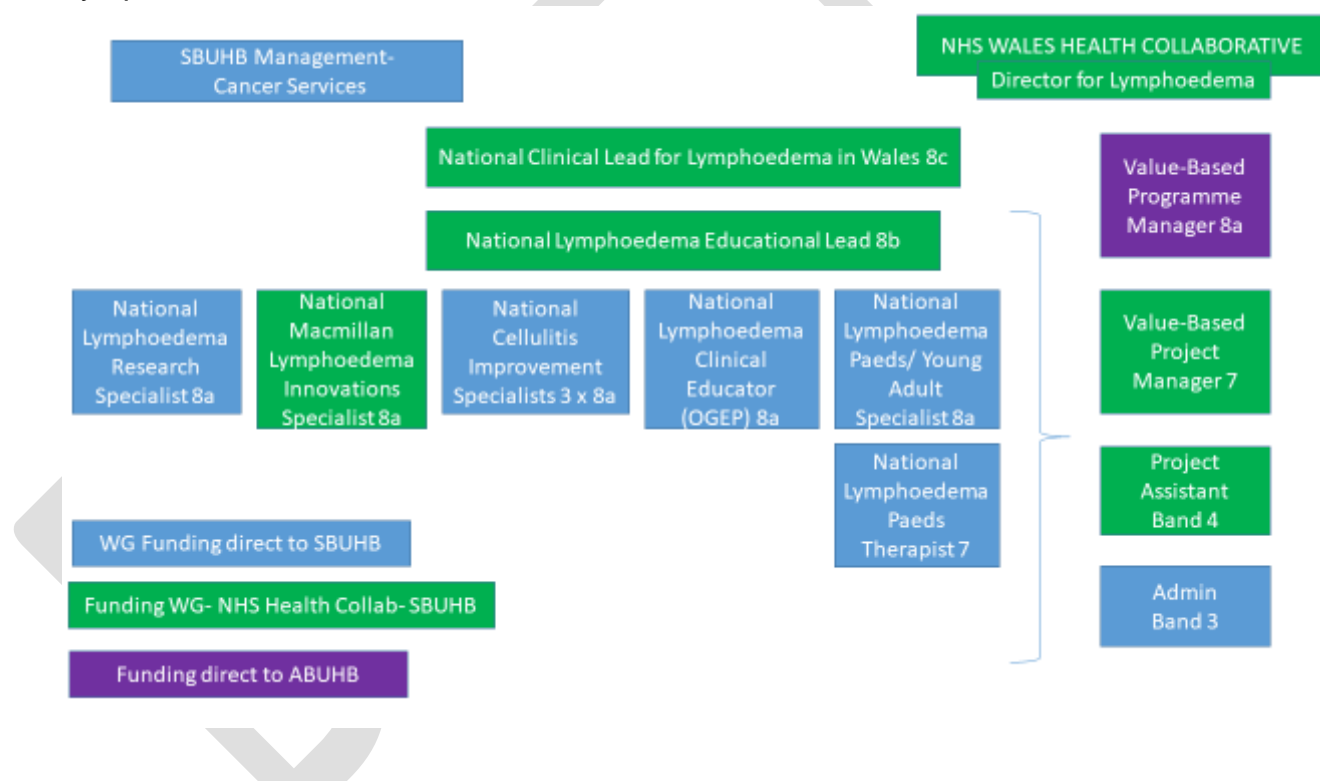 SBUHB Management-
Cancer Services
NHS WALES HEALTH COLLABORATIVE
Director for Lymphoedema
National Clinical Lead for Lymphoedema in Wales 8c
National Lymphoedema Educational Lead 8b
Value-Based
Programme
Manager 8a
National
Lymphoedema
Research
Specialist 8a
National
Macmillan
Lymphoedema
Innovations
Specialist 8a
National
Cellulitis
Improvement
Specialists 3 x 8a
National
Lymphoedema
Clinical
Educator
(OGEP) 8a
National
Lymphoedema
Paeds/ Young
Adult
Specialist 8a
Value-Based
Project
Manager 7
National
Lymphoedema
Paeds
Therapist 7
Project
Assistant
Band 4
Admin
Band 3
WG Funding direct to SBUHB
Funding WG- NHS Health Collab- SBUHB
Funding direct to ABUHB